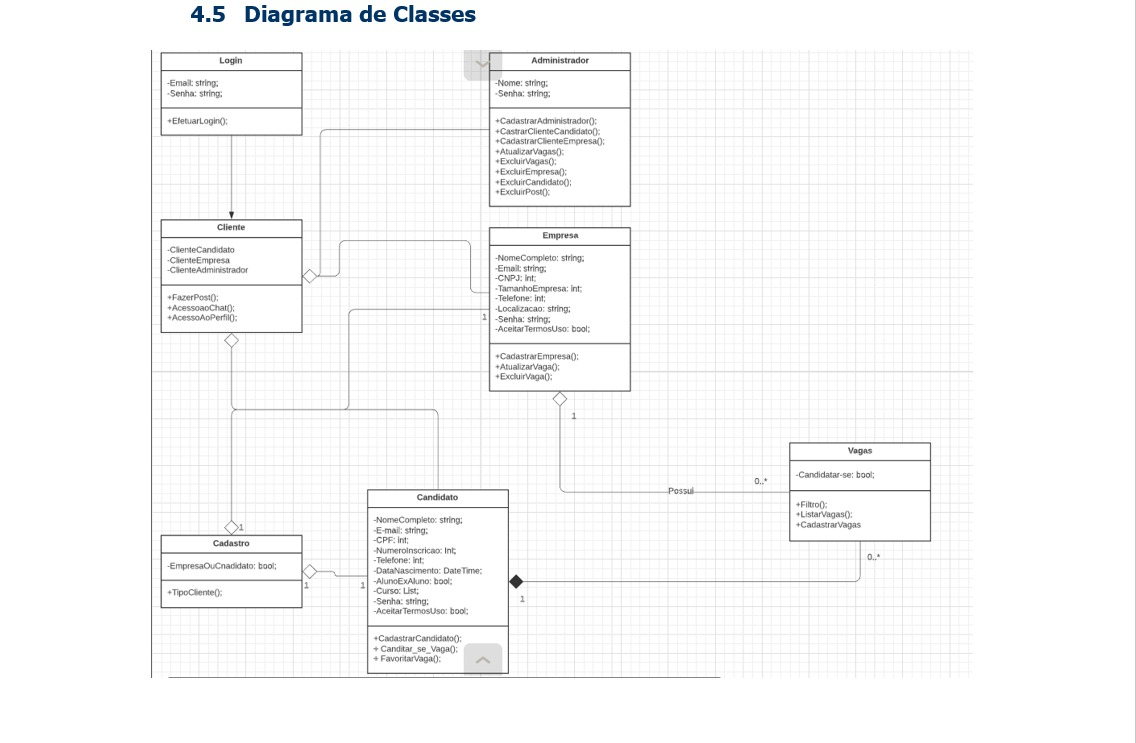 4.5 Diagrama de Classes
Login
-Email: string;
-Senha: string;
+EfetuarLogin();
Administrador
-Nome: string;
-Senha: string;
+CadastrarAdministrador();
+CastrarClienteCandidato();
+CadastrarClienteEmpresa();
+AtualizarVagas();
+ExcluirVagas();
+ExcluirEmpresa();
+ExcluirCandidato();
+ExcluirPost();
Cliente
-ClienteCandidato
-ClienteEmpresa
-ClienteAdministrador
+FazerPost();
+AcessoaoChat();
+AcessoAoPerfil();
Empresa
-NomeCompleto: string;
-Email: string;
-CNPJ: int;
-TamanhoEmpresa: int;
-Telefone: int;
-Localizacao: string;
-Senha: string;
-AceitarTermosUso: bool;
+CadastrarEmpresa();
+AtualizarVaga();
+ExcluirVaga();
1
1
Possui
0..*
Vagas
-Candidatar-se: bool;
+Filtro();
+ListarVagas();
+CadastrarVagas
0..*
1
Cadastro
-EmpresaOuCnadidato: bool;
+TipoCliente();
1
1
Candidato
-NomeCompleto: string;
-E-mail: string;
-CPF: int;
-NumeroInscricao: Int;
-Telefone: int;
-DataNascimento: DateTime;
-AlunoExAluno: bool;
-Curso: List;
-Senha: string;
-AceitarTermosUso: bool;
+CadastrarCandidato();
+ Canditar_se_Vaga();
+ FavoritarVaga();
1